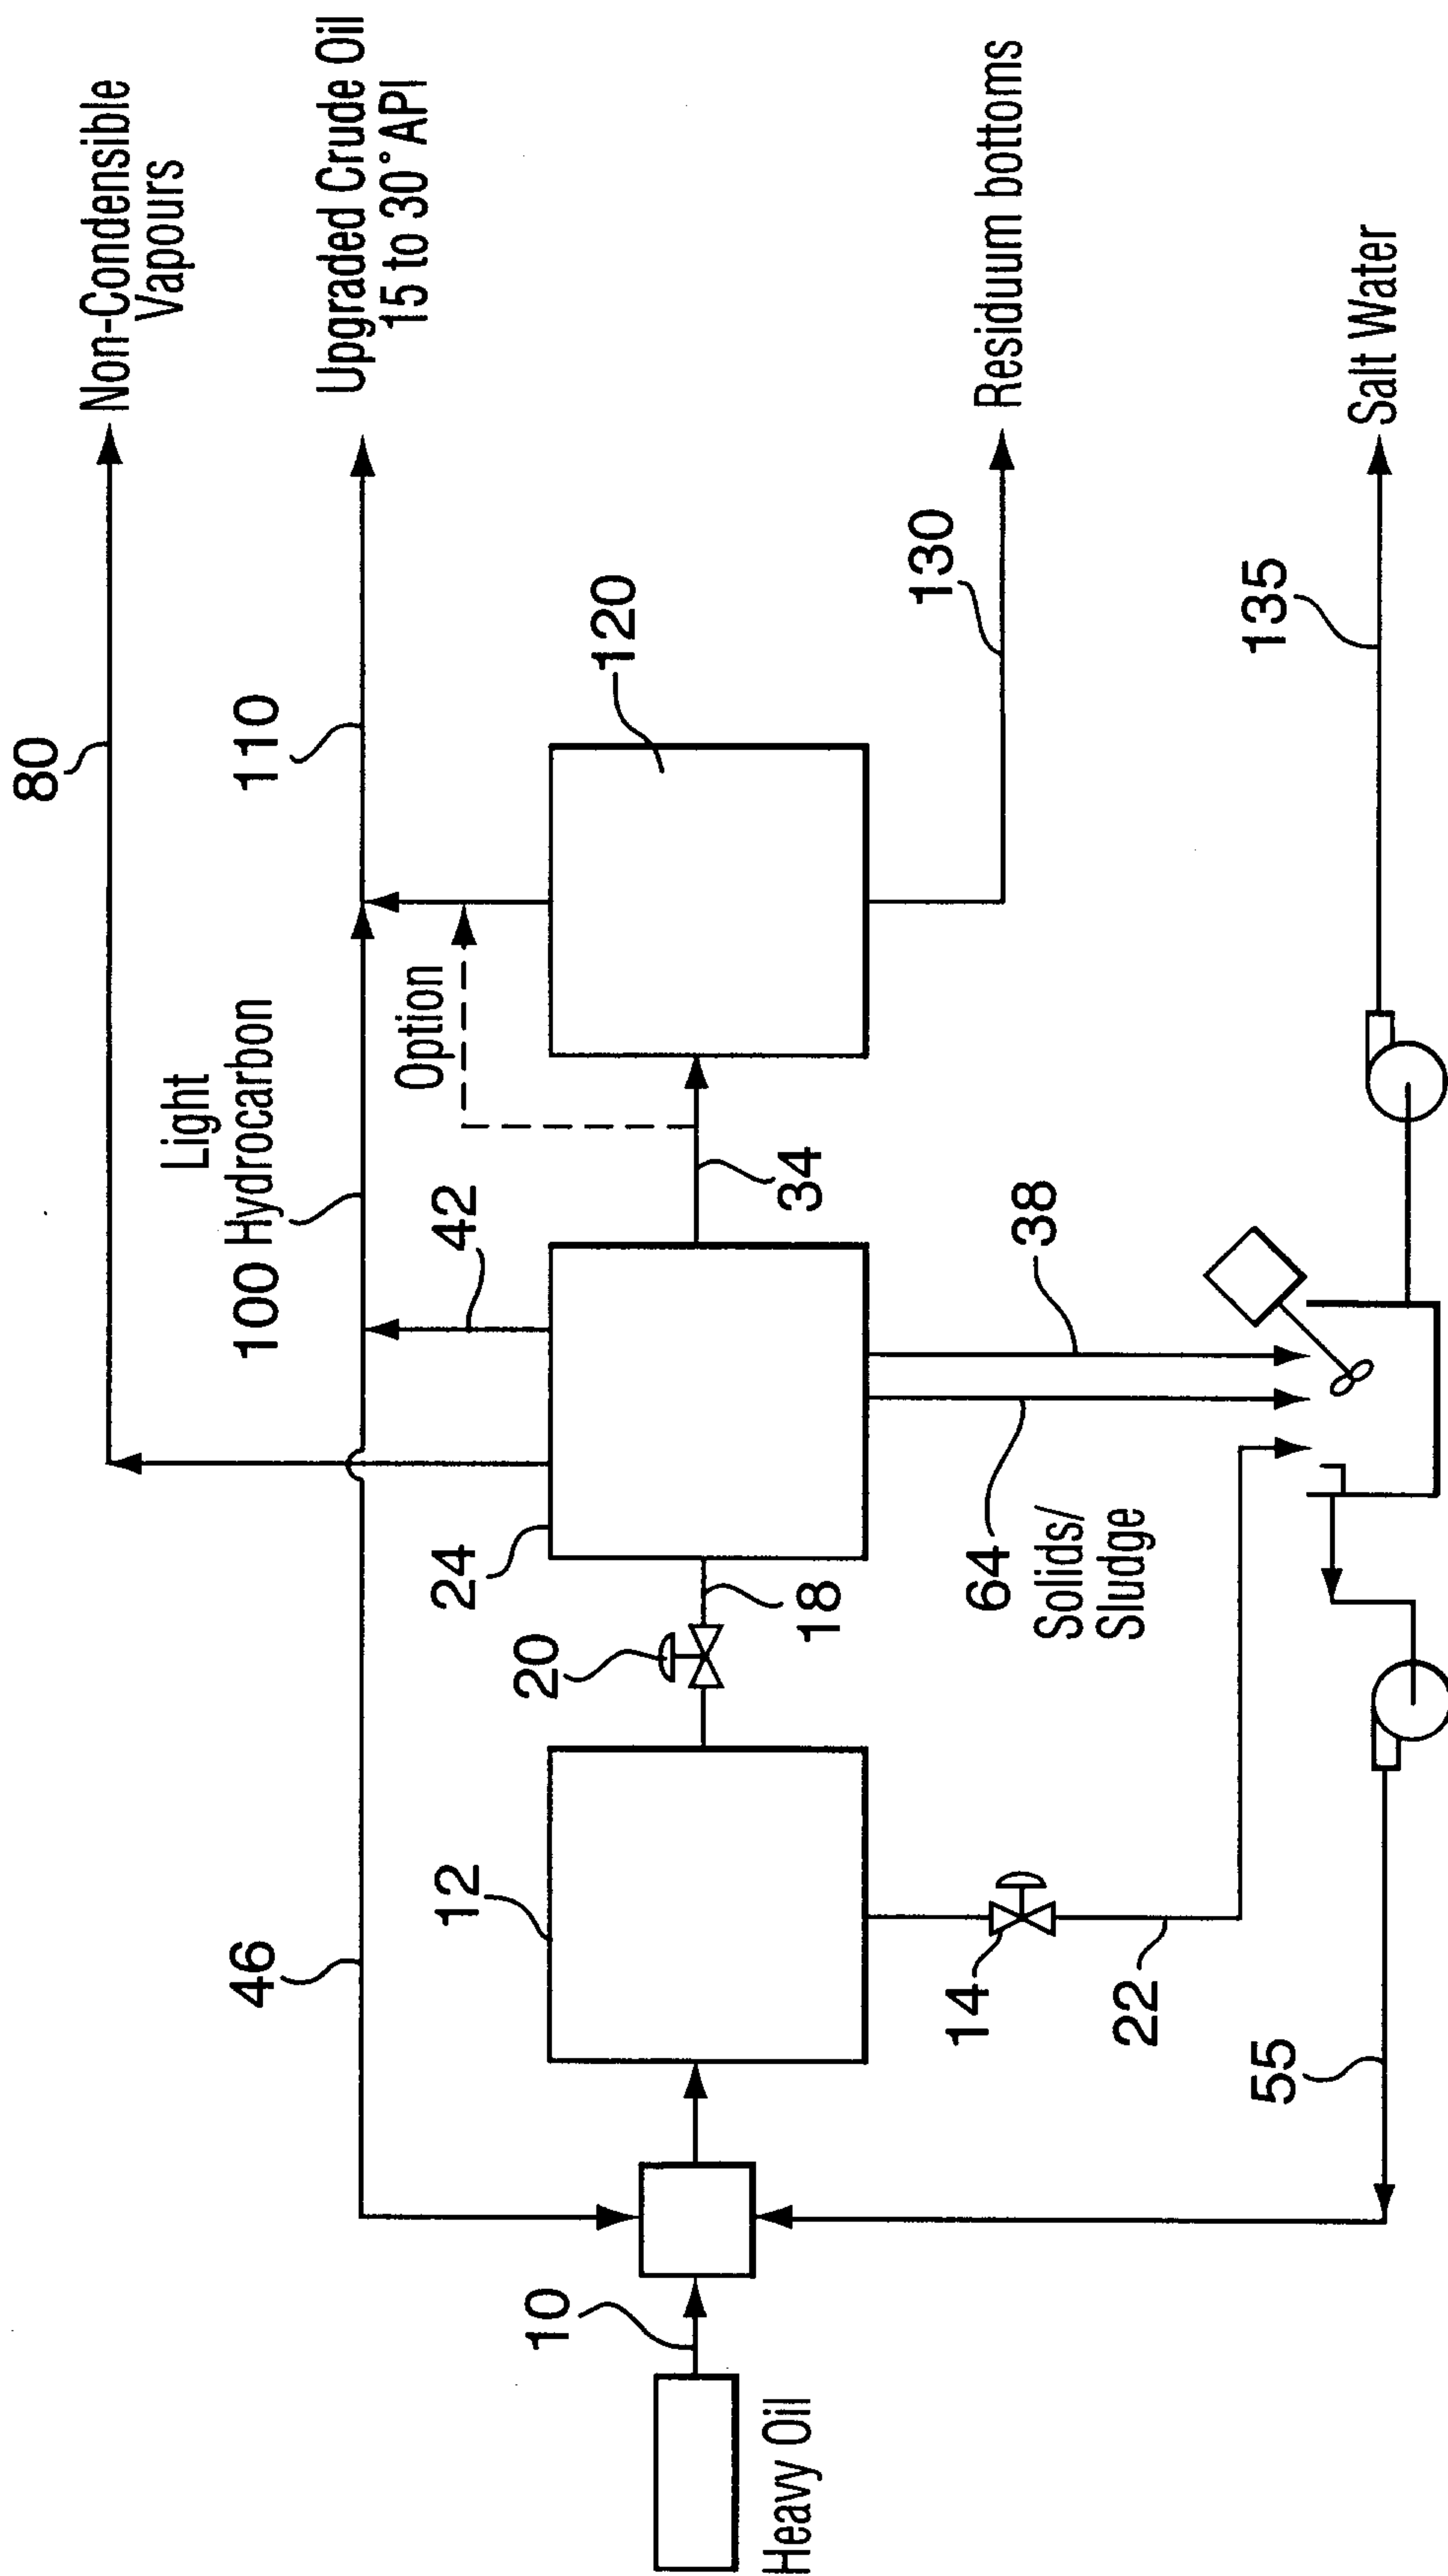 80
Non-Condensible
Vapours
46
Light
100 Hydrocarbon
110
Upgraded Crude Oil
15 to 30°API
12
24
42
Option
20
10
120
18
34
Heavy Oil
14
22
64
Solids/
Sludge
38
130
Residuum bottoms
55
135
Salt Water